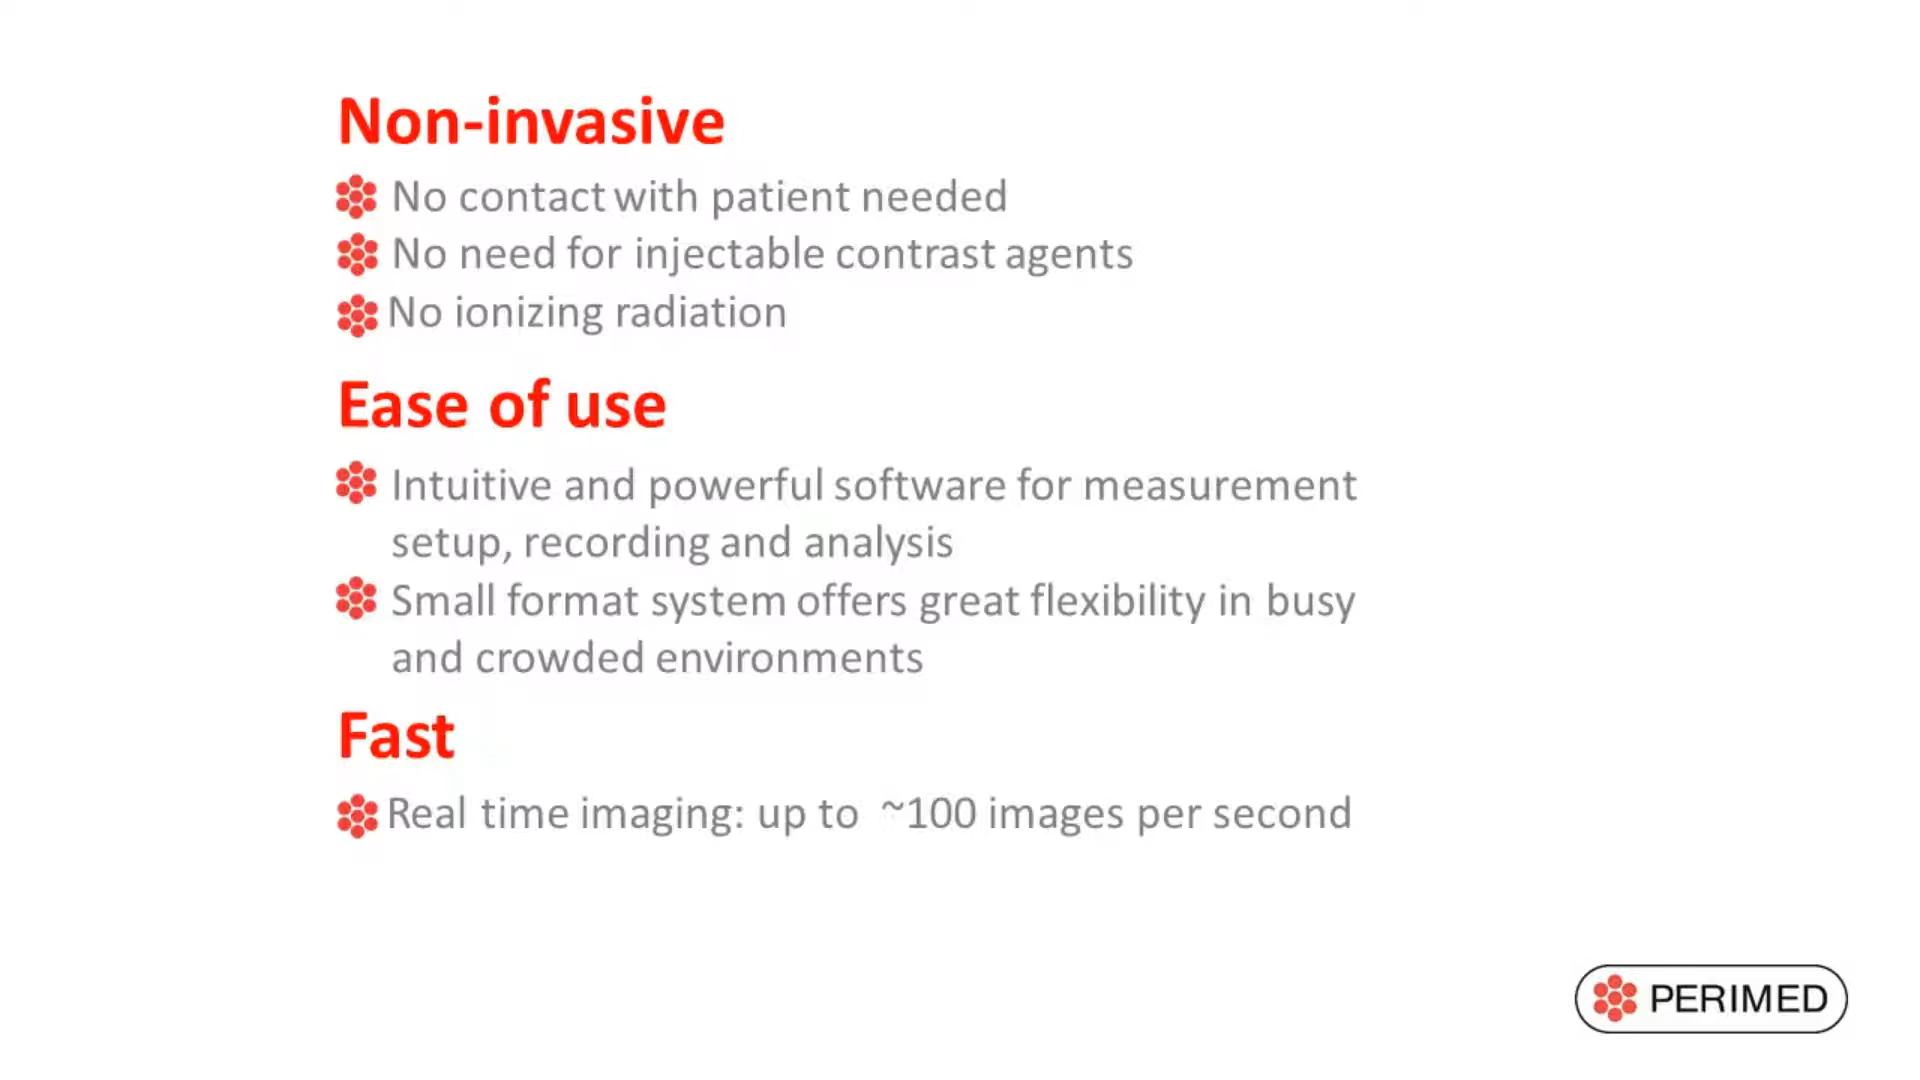 Non-invasive
No contact with patient needed
No need for injectable contrast agents
No ionizing radiation
Ease of use
Intuitive and powerful software for measurement
setup, recording and analysis
Small format system offers great flexibility in busy
and crowded environments
Fast
Real time imaging: up to ~100 images per second
PERIMED